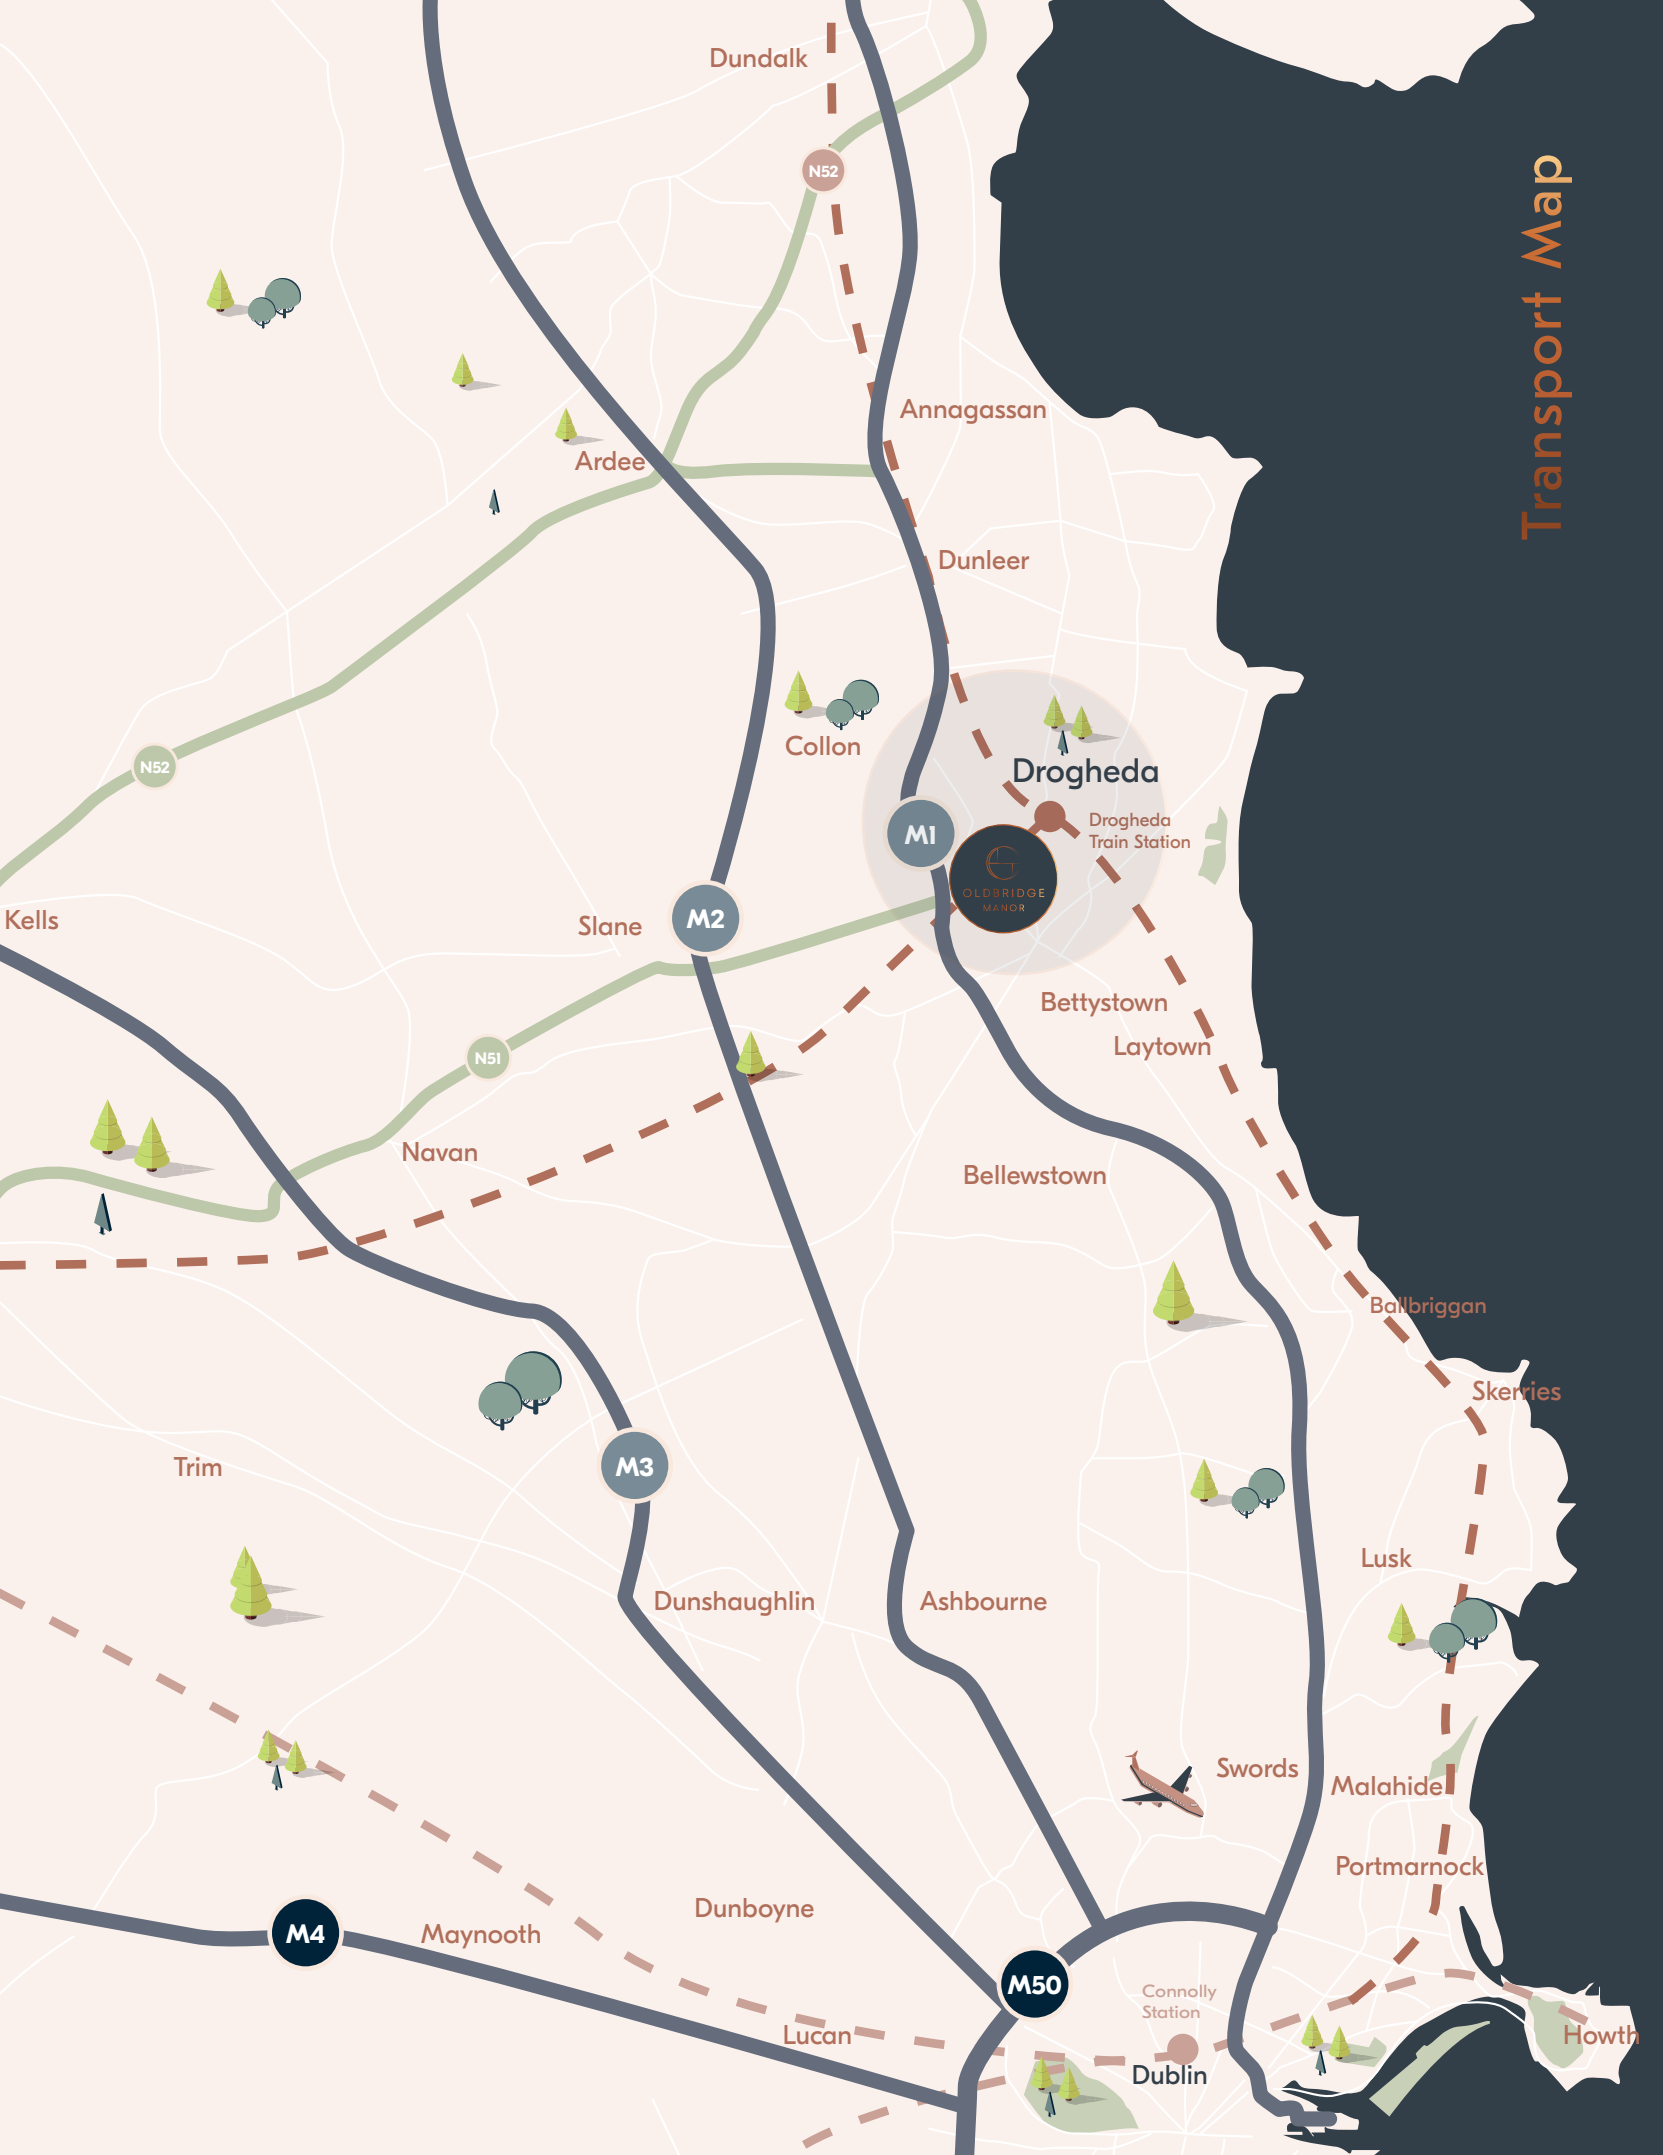 Dundalk
Transport Map
N52
Annagassan
Ardee
Dunleer
Collon
N52
Drogheda
Drogheda
Train Station
M1
OLDBRIDGE
MANOR
Kells
Slane
M2
Bettystown
Laytown
N51
Navan
Bellewstown
Ballbriggan
Skerries
Trim
M3
Lusk
Dunshaughlin
Ashbourne
Swords
Malahide
Portmarnock
Dunboyne
M4
Maynooth
M50
Connolly
Station
Lucan
Howth
Dublin